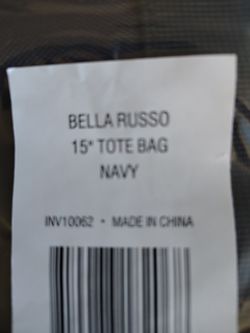 BELLA RUSSO
15" TOTE BAG
NAVY
INV10062 • MADE IN CHINA